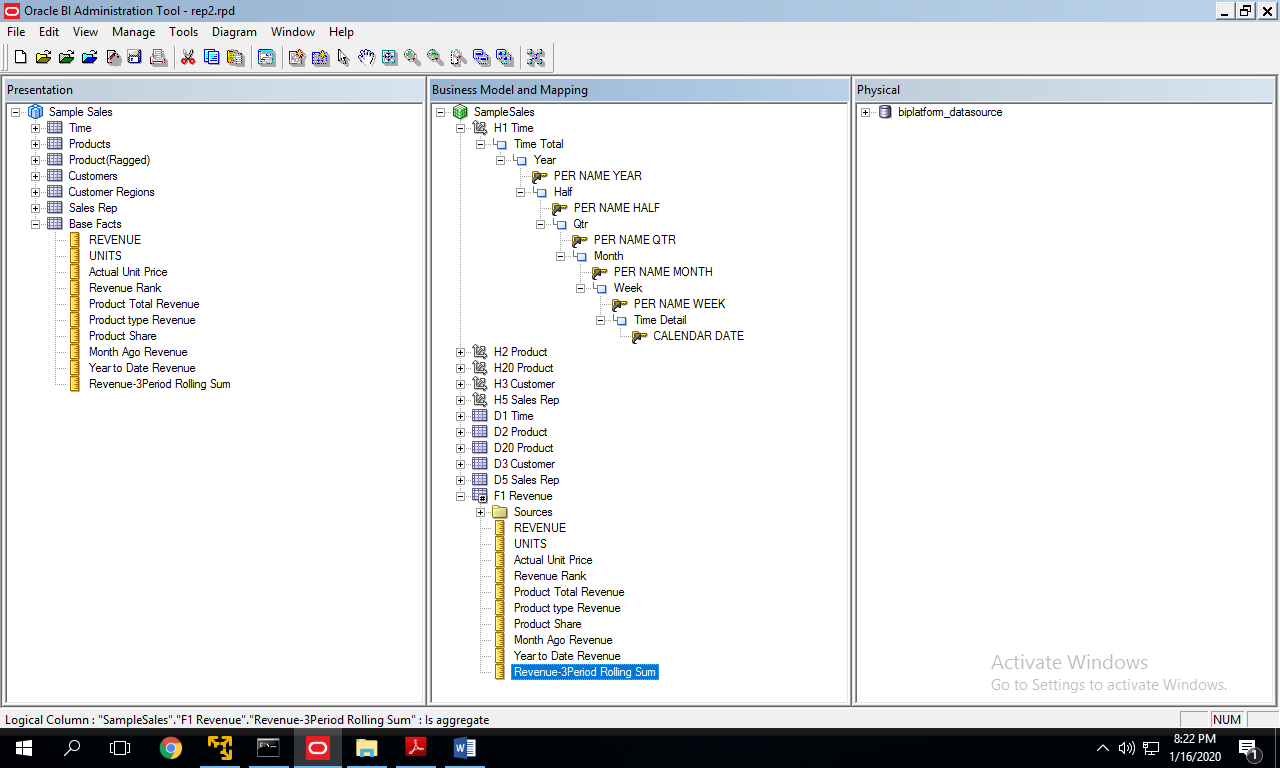 Oracle BI Administration Tool - rep2.rpd
File Edit View Manage Tools Diagram Window Help
Presentation
Sample Sales
Time
Products
Product(Ragged)
Customers
Customer Regions
Sales Rep
Base Facts
REVENUE
UNITS
Actual Unit Price
Revenue Rank
Product Total Revenue
Product type Revenue
Product Share
Month Ago Revenue
Year to Date Revenue
Revenue-3Period Rolling Sum
Business Model and Mapping
SampleSales
H1 Time
Time Total
Year
PER NAME YEAR
Half
PER NAME HALF
Qtr
PER NAME QTR
Month
PER NAME MONTH
Week
PER NAME WEEK
Time Detail
CALENDAR DATE
H2 Product
H20 Product
H3 Customer
H5 Sales Rep
D1 Time
D2 Product
D20 Product
D3 Customer
D5 Sales Rep
F1 Revenue
Sources
REVENUE
UNITS
Actual Unit Price
Revenue Rank
Product Total Revenue
Product type Revenue
Product Share
Month Ago Revenue
Year to Date Revenue
Revenue-3Period Rolling Sum
Physical
biplatform_datasource
Activate Windows
Go to Settings to activate Windows.
Logical Column : "SampleSales"."F1 Revenue"."Revenue-3Period Rolling Sum" : Is aggregate
NUM
8:22 PM
1/16/2020
1